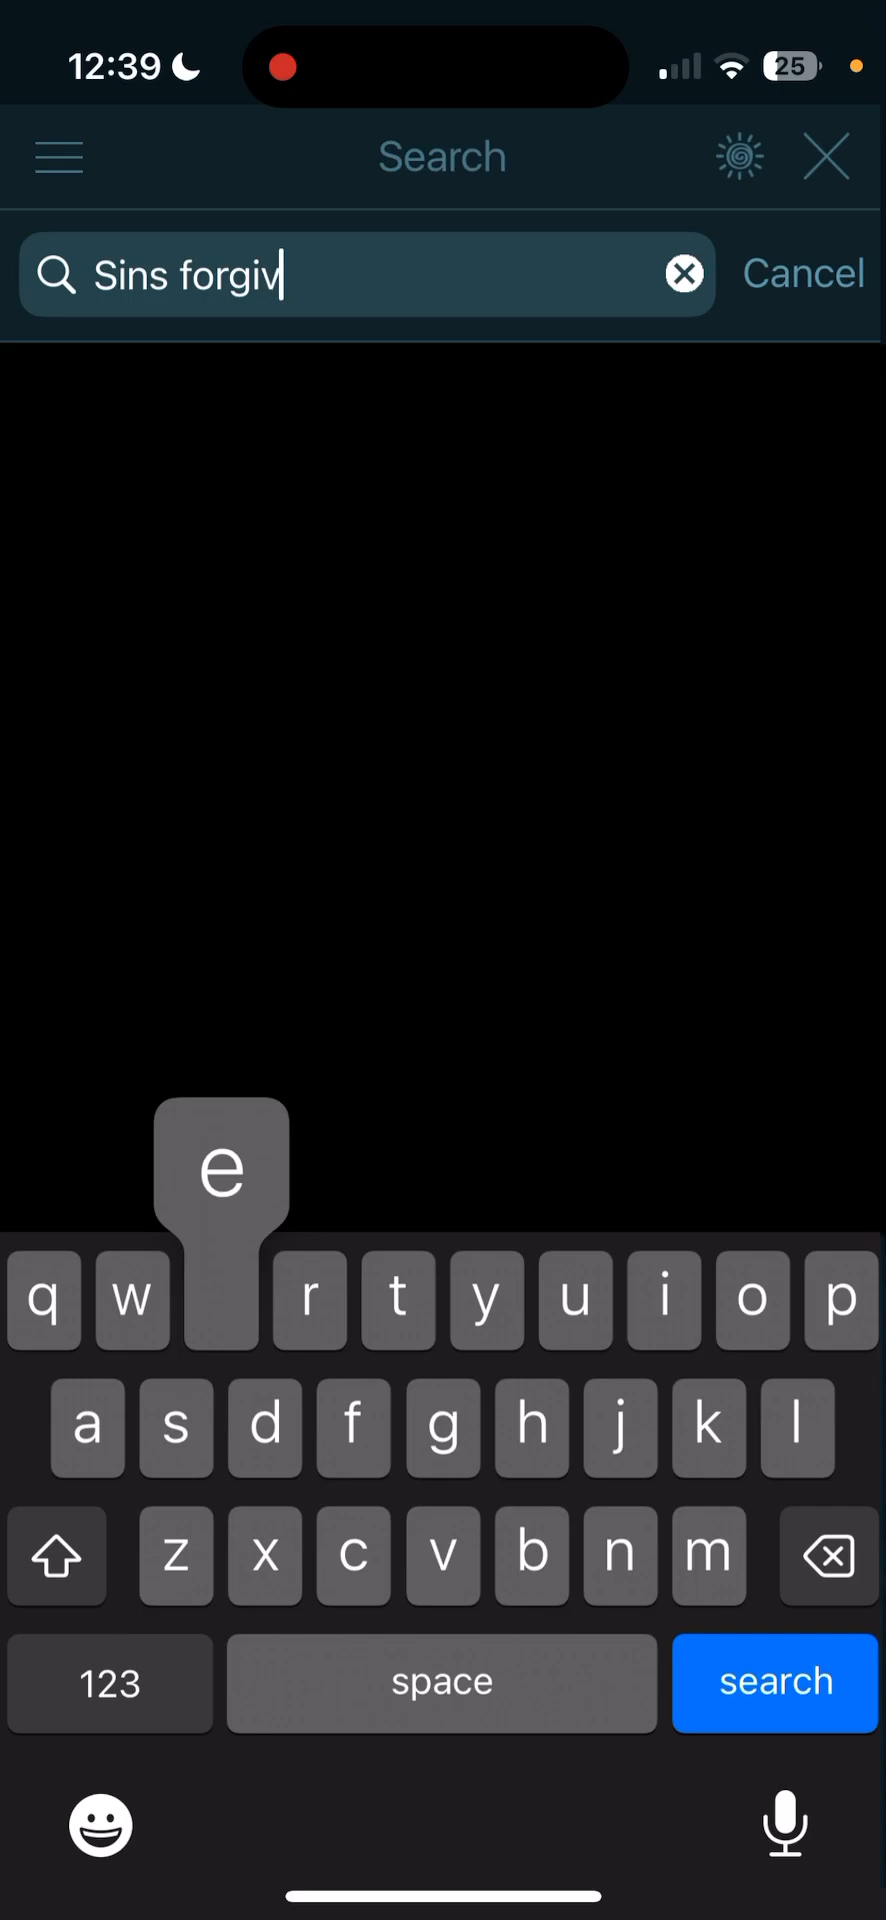 12:39
25
Search
Sins forgiv
Cancel
e
q w r t y u i o p
a s d f g h j k l
z x c v b n m
123 space search